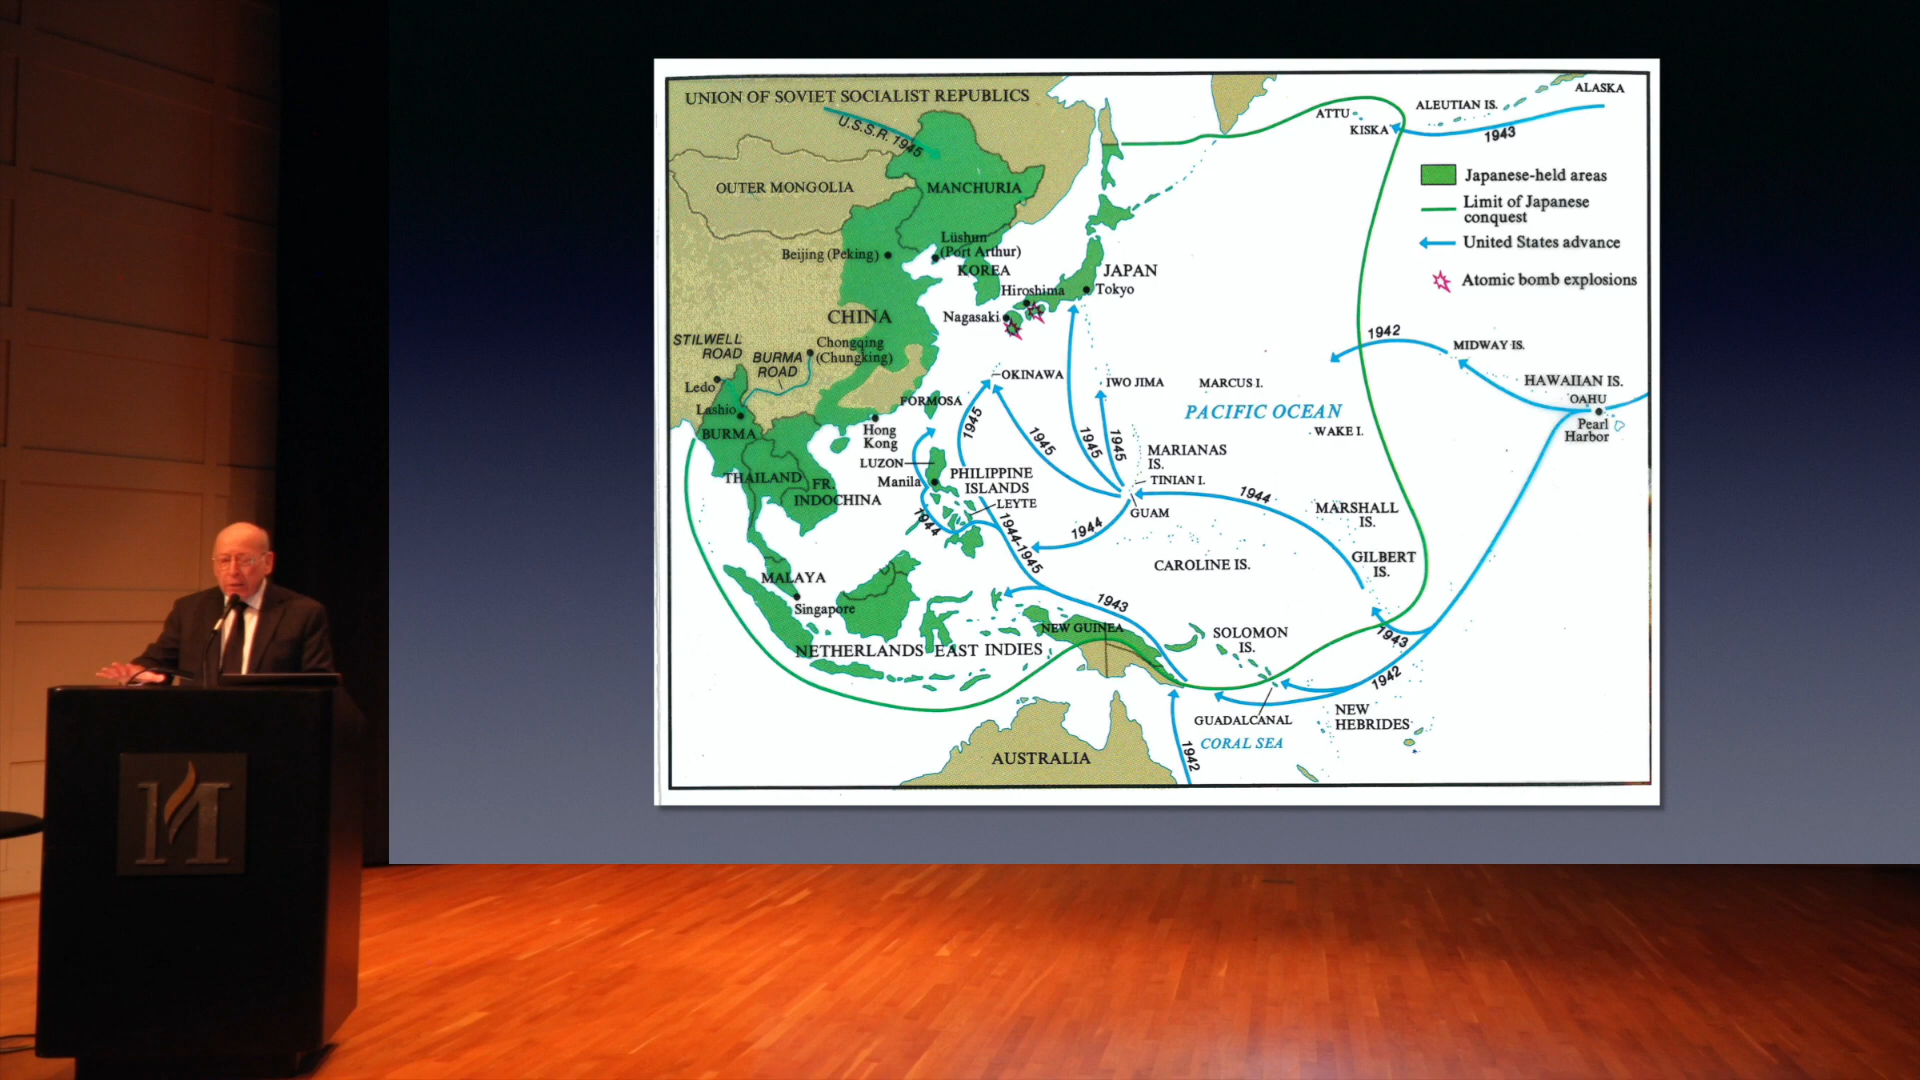 UNION OF SOVIET SOCIALIST REPUBLICS
U.S.S.R. 1945
OUTER MONGOLIA
MANCHURIA
Beijing (Peking)
Lüshun
(Port Arthur)
KOREA
JAPAN
Hiroshima
Tokyo
Nagasaki
CHINA
STILWELL
ROAD
BURMA
ROAD
Chongqing
(Chungking)
Ledo
Lashio
BURMA
Hong
Kong
FORMOSA
OKINAWA
IWO JIMA
MARCUS I.
PACIFIC OCEAN
WAKE I.
ATTU
KISKA
ALEUTIAN IS.
ALASKA
1943
Japanese-held areas
Limit of Japanese
conquest
United States advance
Atomic bomb explosions
1942
MIDWAY IS.
HAWAIIAN IS.
OAHU
Pearl
Harbor
1945
1945
1945
1945
LUZON
Manila
PHILIPPINE
ISLANDS
LEYTE
THAILAND
FR.
INDOCHINA
MARIANAS
IS.
TINIAN I.
GUAM
1944
1944
1944
1944-1945
MARSHALL
IS.
GILBERT
IS.
CAROLINE IS.
MALAYA
Singapore
1943
NEW GUINEA
NETHERLANDS EAST INDIES
SOLOMON
IS.
1943
1942
GUADALCANAL
NEW
HEBRIDES
CORAL SEA
1942
AUSTRALIA